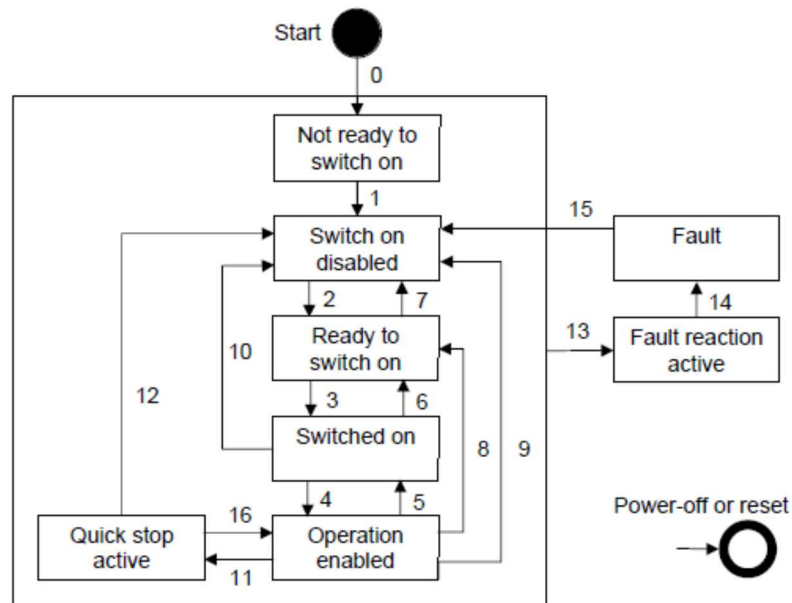 Start
0
Not ready to
switch on
1
15
Switch on
disabled
Fault
2
7
14
10
Ready to
switch on
13
Fault reaction
active
12
3
6
Switched on
8
9
4
5
Power-off or reset
Quick stop
active
16
Operation
enabled
11